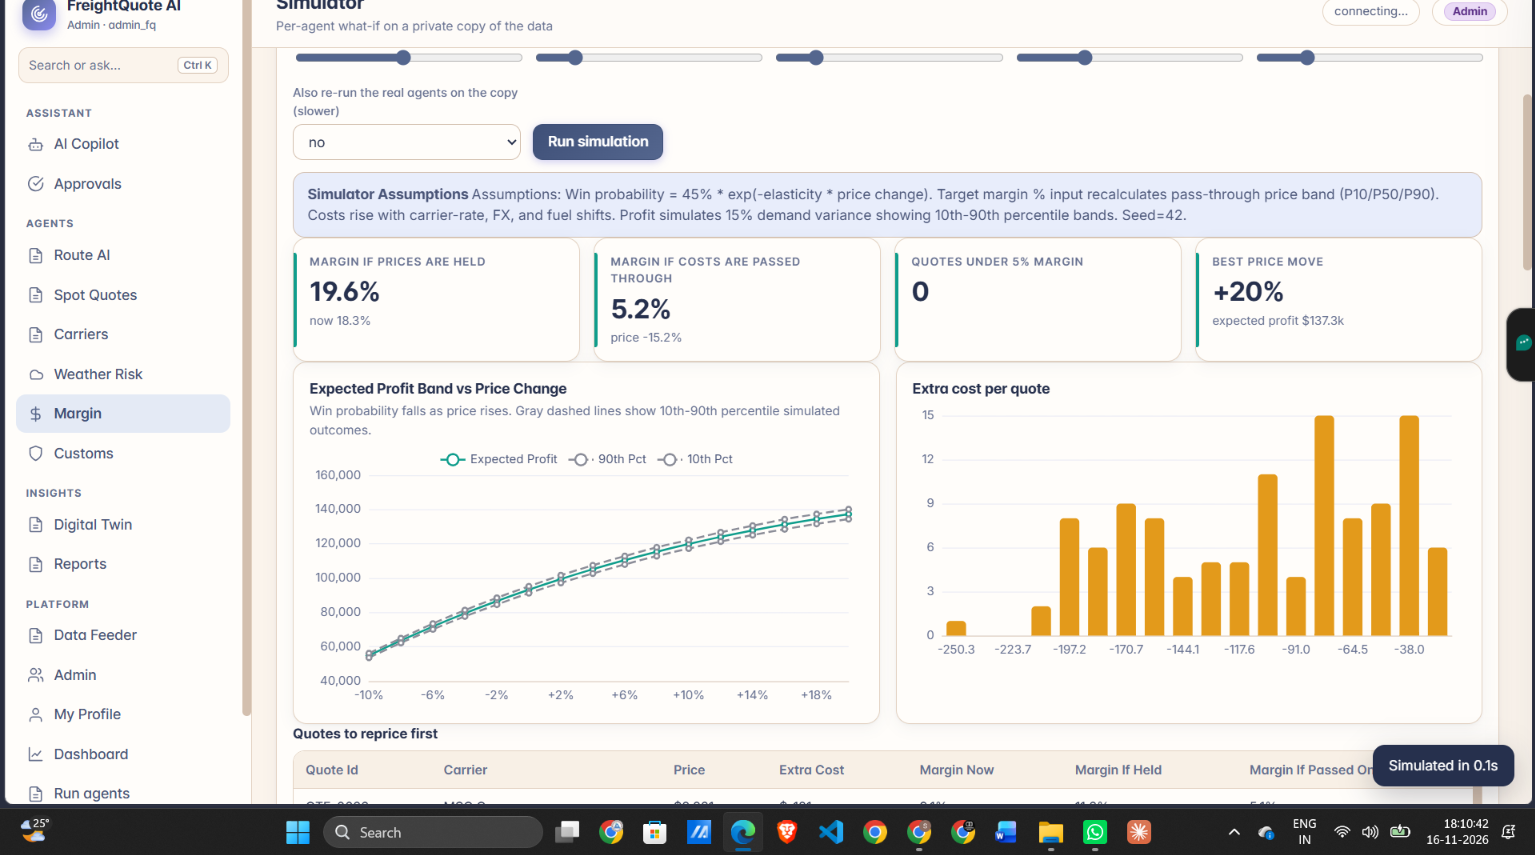 FreightQuote AI
Admin · admin_fq
Search or ask...
Ctrl K
ASSISTANT
AI Copilot
Approvals
AGENTS
Route AI
Spot Quotes
Carriers
Weather Risk
Margin
Customs
INSIGHTS
Digital Twin
Reports
PLATFORM
Data Feeder
Admin
My Profile
Dashboard
Run agents
Simulator
Per-agent what-if on a private copy of the data
connecting...
Admin
Also re-run the real agents on the copy
(slower)
no
Run simulation
Simulator Assumptions Assumptions: Win probability = 45% * exp(-elasticity * price change). Target margin % input recalculates pass-through price band (P10/P50/P90).
Costs rise with carrier-rate, FX, and fuel shifts. Profit simulates 15% demand variance showing 10th-90th percentile bands. Seed=42.
MARGIN IF PRICES ARE HELD
19.6%
now 18.3%
MARGIN IF COSTS ARE PASSED
THROUGH
5.2%
price -15.2%
QUOTES UNDER 5% MARGIN
0
BEST PRICE MOVE
+20%
expected profit $137.3k
Expected Profit Band vs Price Change
Win probability falls as price rises. Gray dashed lines show 10th-90th percentile simulated
outcomes.
Expected Profit
90th Pct
10th Pct
160,000
140,000
120,000
100,000
80,000
60,000
40,000
-10%
-6%
-2%
+2%
+6%
+10%
+14%
+18%
Extra cost per quote
15
12
9
6
3
0
-250.3
-223.7
-197.2
-170.7
-144.1
-117.6
-91.0
-64.5
-38.0
Quotes to reprice first
Quote Id
Carrier
Price
Extra Cost
Margin Now
Margin If Held
Margin If Passed On
Simulated in 0.1s
25°
Search
ENG
IN
18:10:42
16-11-2026